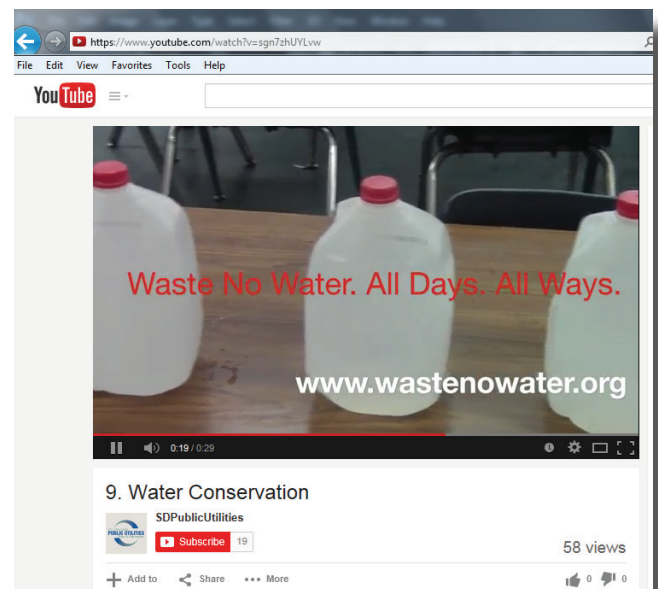 https://www.youtube.com/watch?v=sgn7zhUYLvw
File Edit View Favorites Tools Help
YouTube
Waste No Water. All Days. All Ways.
www.wastenowater.org
0:19 / 0:29
9. Water Conservation
SDPublicUtilities
PUBLIC UTILITIES
Subscribe 19
58 views
Add to Share More
0 0